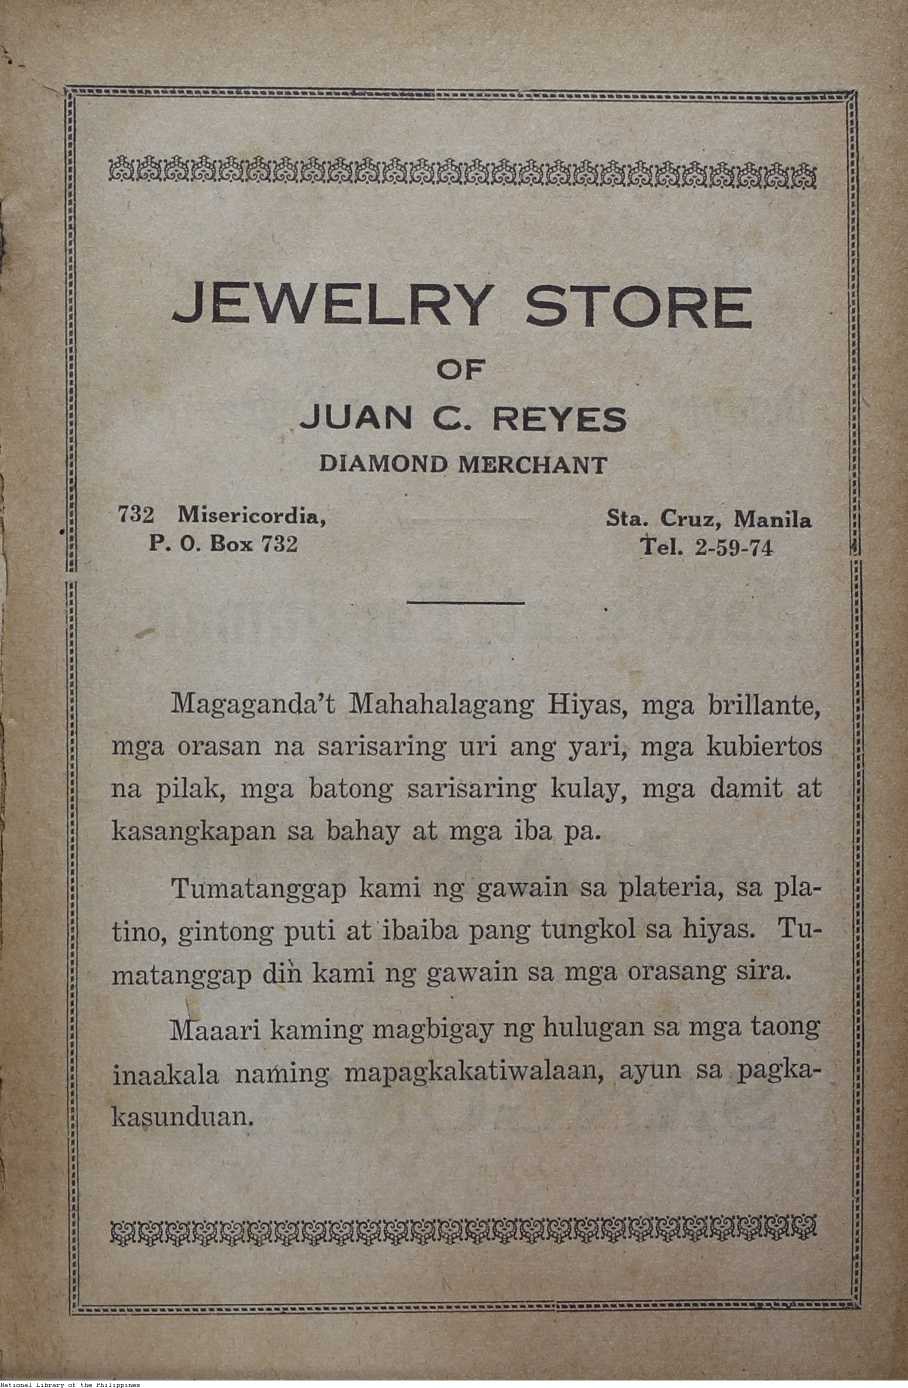 JEWELRY STORE
OF
JUAN C. REYES
DIAMOND MERCHANT
732 Misericordia,
P. O. Box 732
Sta. Cruz, Manila
Tel. 2-59-74
Magaganda't Mahahalagang Hiyas, mga brillante,
mga orasan na sarisaring uri ang yari, mga kubiertos
na pilak, mga batong sarisaring kulay, mga damit at
kasangkapan sa bahay at mga iba pa.
Tumatanggap kami ng gawain sa plateria, sa pla-
tino, gintong puti at ibaiba pang tungkol sa hiyas. Tu-
matanggap din kami ng gawain sa mga orasang sira.
Maaari kaming magbigay ng hulugan sa mga taong
inaakala naming mapagkakatiwalaan, ayun sa pagka-
kasunduan.
National Library of the Philippines